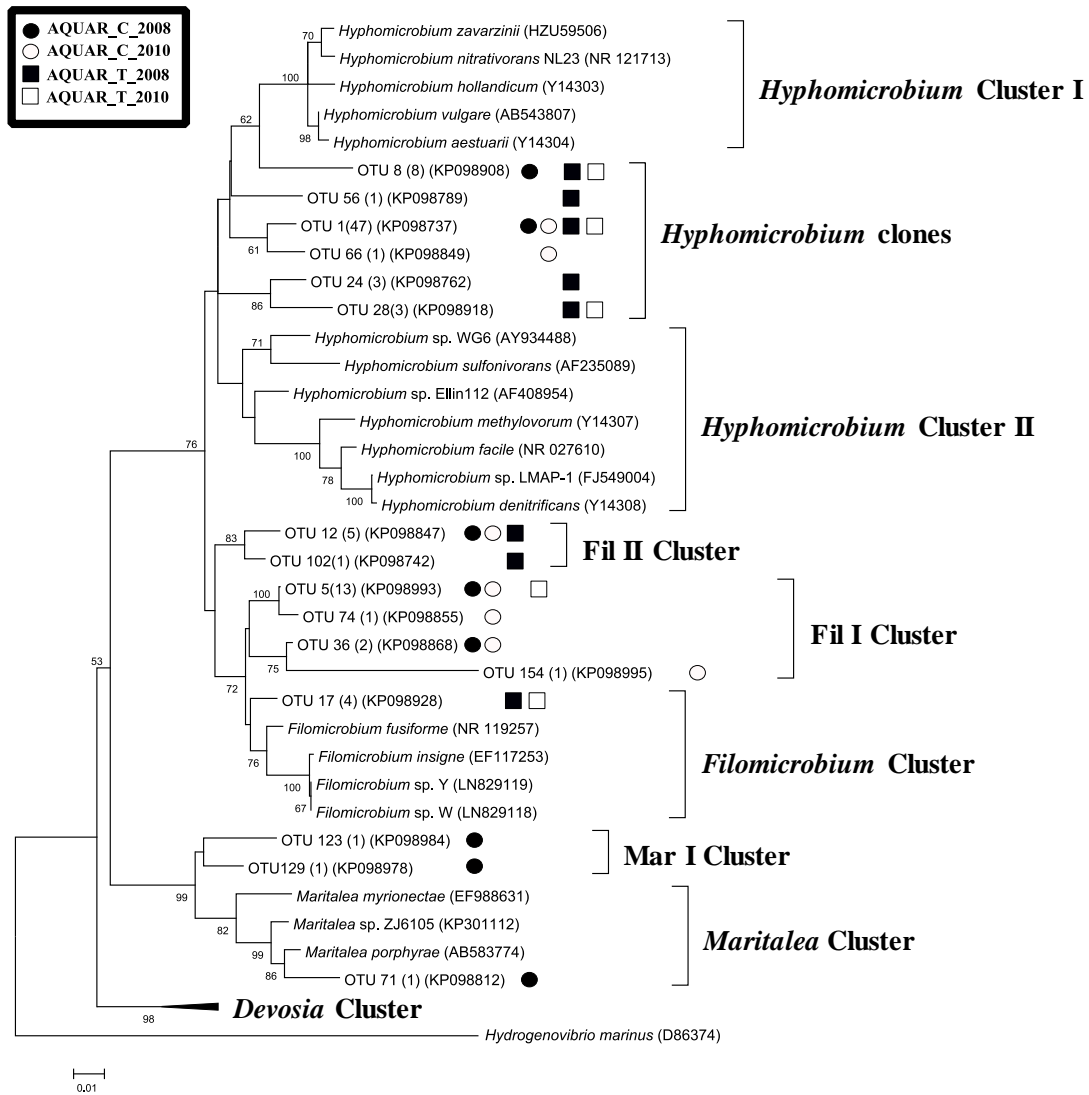 AQUAR_C_2008
AQUAR_C_2010
AQUAR_T_2008
AQUAR_T_2010
Hyphomicrobium zavarzinii (HZU59506)
70
Hyphomicrobium nitrativorans NL23 (NR 121713)
100
Hyphomicrobium hollandicum (Y14303)
Hyphomicrobium Cluster I
Hyphomicrobium vulgare (AB543807)
62
98
Hyphomicrobium aestuarii (Y14304)
OTU 8 (8) (KP098908)
OTU 56 (1) (KP098789)
OTU 1(47) (KP098737)
Hyphomicrobium clones
61
OTU 66 (1) (KP098849)
OTU 24 (3) (KP098762)
86
OTU 28(3) (KP098918)
Hyphomicrobium sp. WG6 (AY934488)
71
Hyphomicrobium sulfonivorans (AF235089)
Hyphomicrobium sp. Ellin112 (AF408954)
Hyphomicrobium methylovorum (Y14307)
Hyphomicrobium Cluster II
76
100
Hyphomicrobium facile (NR 027610)
78
Hyphomicrobium sp. LMAP-1 (FJ549004)
100
Hyphomicrobium denitrificans (Y14308)
OTU 12 (5) (KP098847)
83
Fil II Cluster
OTU 102(1) (KP098742)
OTU 5(13) (KP098993)
100
OTU 74 (1) (KP098855)
Fil I Cluster
OTU 36 (2) (KP098868)
53
75
OTU 154 (1) (KP098995)
72
OTU 17 (4) (KP098928)
Filomicrobium fusiforme (NR 119257)
76
Filomicrobium insigne (EF117253)
Filomicrobium Cluster
100
Filomicrobium sp. Y (LN829119)
67
Filomicrobium sp. W (LN829118)
OTU 123 (1) (KP098984)
Mar I Cluster
OTU129 (1) (KP098978)
99
Maritalea myrionectae (EF988631)
82
Maritalea sp. ZJ6105 (KP301112)
Maritalea Cluster
99
Maritalea porphyrae (AB583774)
86
OTU 71 (1) (KP098812)
Devosia Cluster
98
Hydrogenovibrio marinus (D86374)
0.01